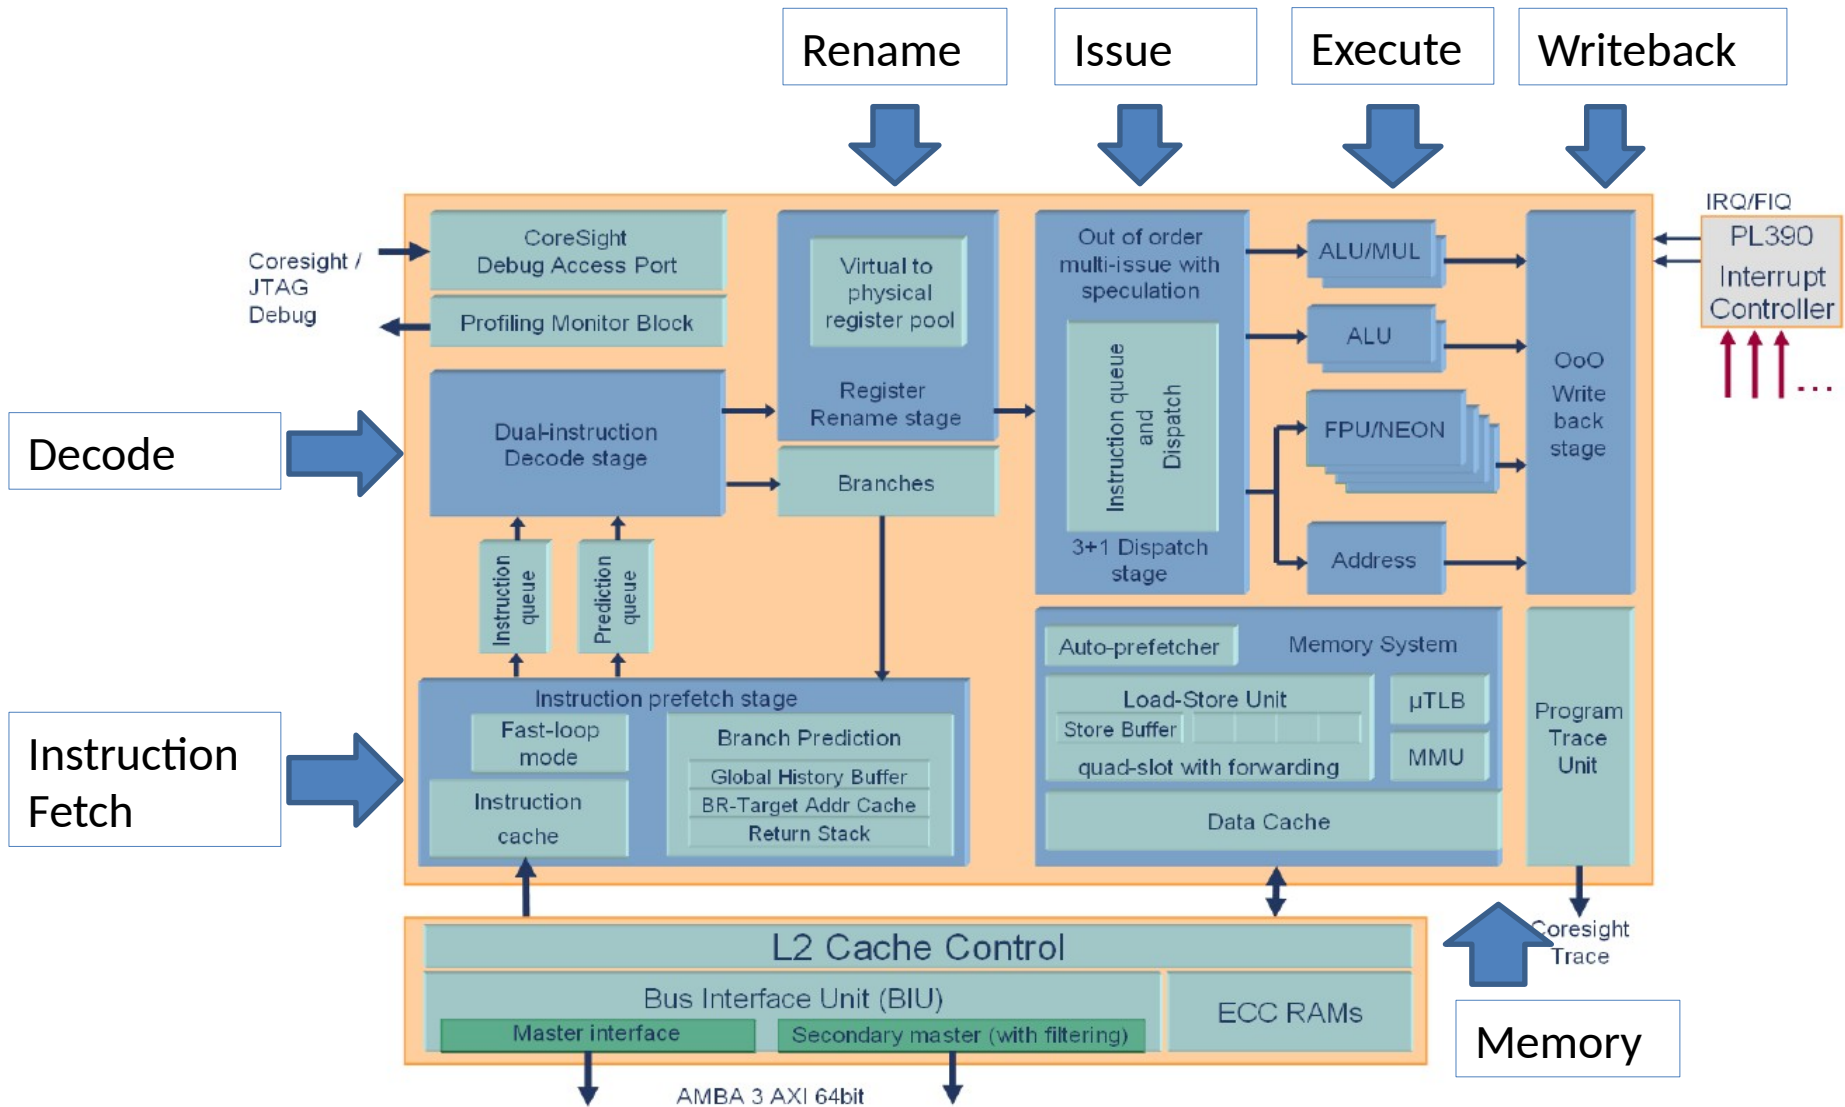 Rename
Issue
Execute
Writeback
IRQ/FIQ
PL390
Interrupt
Controller
...
Coresight /
JTAG
Debug
CoreSight
Debug Access Port
Profiling Monitor Block
Virtual to
physical
register pool
Register
Rename stage
Out of order
multi-issue with
speculation
Instruction queue
and
Dispatch
3+1 Dispatch
stage
ALU/MUL
ALU
FPU/NEON
Address
OoO
Write
back
stage
Decode
Dual-instruction
Decode stage
Branches
Instruction
queue
Prediction
queue
Instruction
Fetch
Instruction prefetch stage
Fast-loop
mode
Instruction
cache
Branch Prediction
Global History Buffer
BR-Target Addr Cache
Return Stack
Auto-prefetcher
Memory System
Load-Store Unit
Store Buffer
quad-slot with forwarding
µTLB
MMU
Data Cache
Program
Trace
Unit
Coresight
Trace
L2 Cache Control
Bus Interface Unit (BIU)
ECC RAMs
Master interface
Secondary master (with filtering)
Memory
AMBA 3 AXI 64bit